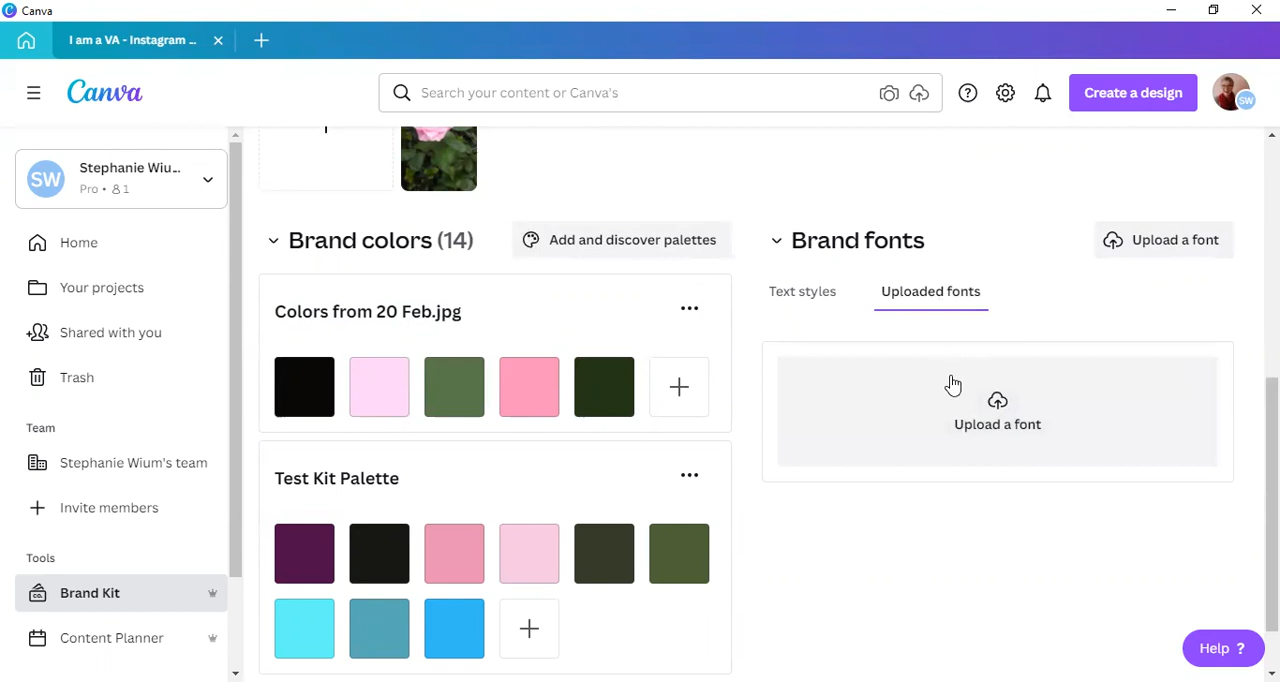 Canva
I am a VA - Instagram ...
Canva
Search your content or Canva's
Create a design
SW
SW
Stephanie Wiu...
Pro • 1
Home
Your projects
Shared with you
Trash
Team
Stephanie Wium's team
Invite members
Tools
Brand Kit
Content Planner
Brand colors (14)
Add and discover palettes
Colors from 20 Feb.jpg
Test Kit Palette
Brand fonts
Upload a font
Text styles
Uploaded fonts
Upload a font
Help ?